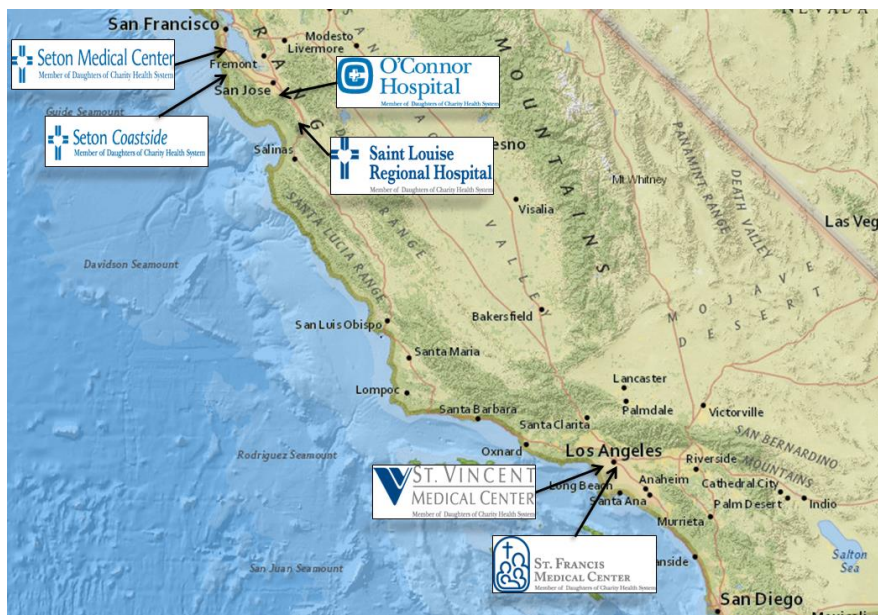 San Francisco
NEVADA
Modesto
Livermore
Seton Medical Center
Member of Daughters of Charity Health System
Fremont
O'Connor
Hospital
Member of Daughters of Charity Health System
San Jose
Guide Seamount
Seton Coastside
Member of Daughters of Charity Health System
Salinas
Saint Louise
Regional Hospital
Member of Daughters of Charity Health System
esno
MOUNTAINS
Mt Whitney
PANAMINT RANGE
DEATH VALLEY
Visalia
Las Veg
RANGE
VALLEY
SANTA LUCIA RANGE
Davidson Seamount
MOJAVE
DESERT
San Luis Obispo
Bakersfield
Santa Maria
Lompoc
Lancaster
Palmdale
Victorville
Santa Barbara
Santa Clarita
SAN BERNARDINO
MOUNTAINS
Oxnard
Los Angeles
Riverside
Rodriguez Seamount
ST. VINCENT
MEDICAL CENTER
Member of Daughters of Charity Health System
Long Beach
Anaheim
Cathedral City
Santa Ana
Palm Desert
Indio
Murrieta
San Juan Seamount
ST. FRANCIS
MEDICAL CENTER
Member of Daughters of Charity Health System
anside
Salton
Sea
San Diego